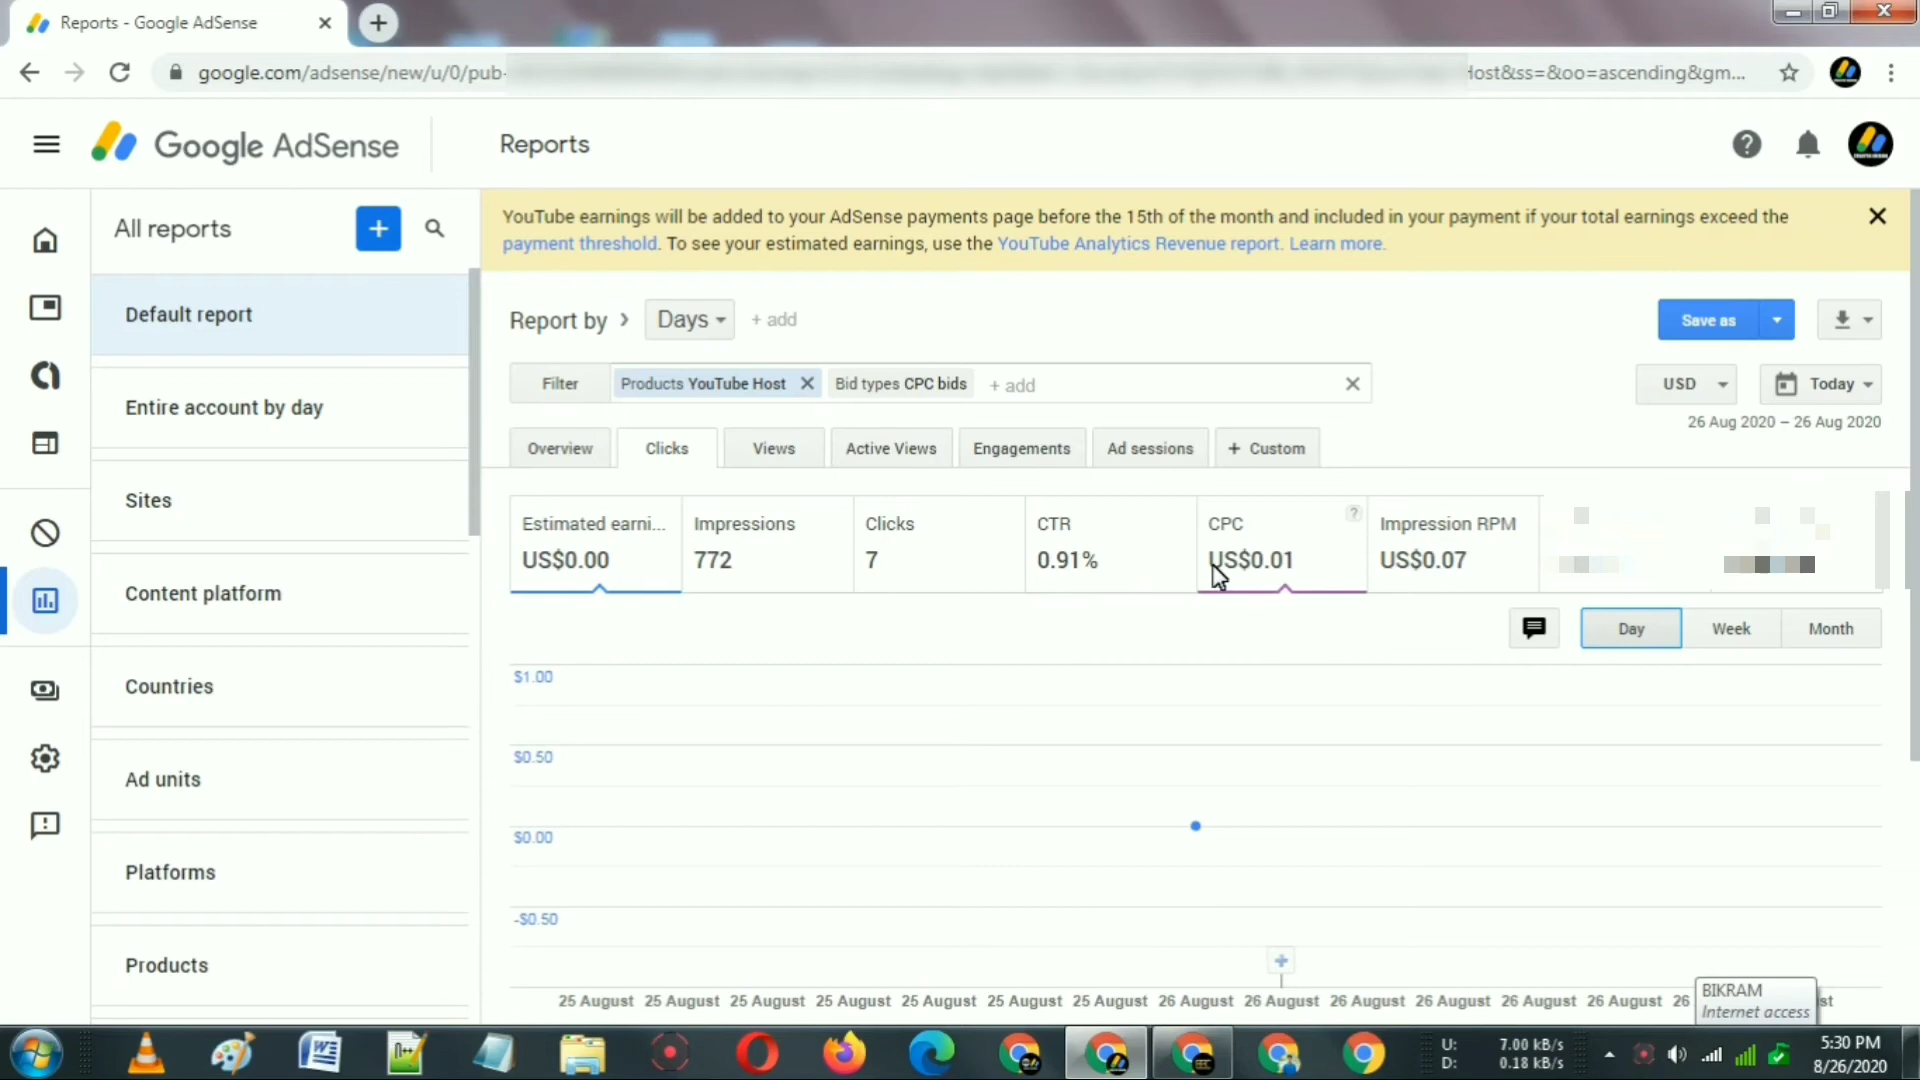 Reports - Google AdSense
google.com/adsense/new/u/0/pub-
Host&ss=&oo=ascending&gm...
Google AdSense
Reports
All reports
YouTube earnings will be added to your AdSense payments page before the 15th of the month and included in your payment if your total earnings exceed the
payment threshold. To see your estimated earnings, use the YouTube Analytics Revenue report. Learn more.
Default report
Entire account by day
Sites
Content platform
Countries
Ad units
Platforms
Products
Report by > Days + add
Save as
Filter Products YouTube Host Bid types CPC bids + add
USD Today
26 Aug 2020 – 26 Aug 2020
Overview Clicks Views Active Views Engagements Ad sessions + Custom
Estimated earni... Impressions Clicks CTR CPC ? Impression RPM
US$0.00 772 7 0.91% US$0.01 US$0.07
Day Week Month
$1.00
$0.50
$0.00
-$0.50
25 August 25 August 25 August 25 August 25 August 25 August 25 August 26 August 26 August 26 August 26 August 26 August 26 August 26
BIKRAM
Internet access
U: 7.00 kB/s
D: 0.18 kB/s
5:30 PM
8/26/2020